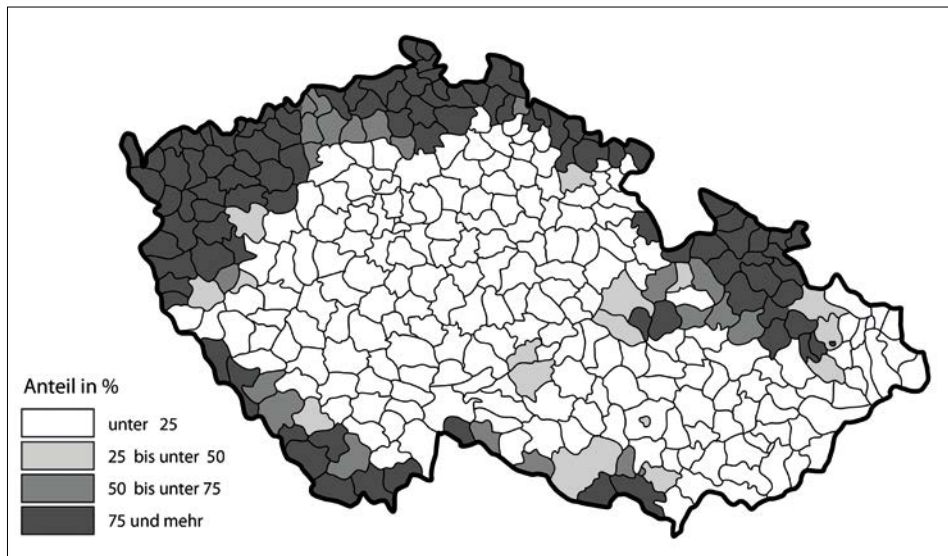 Anteil in %
unter 25
25 bis unter 50
50 bis unter 75
75 und mehr